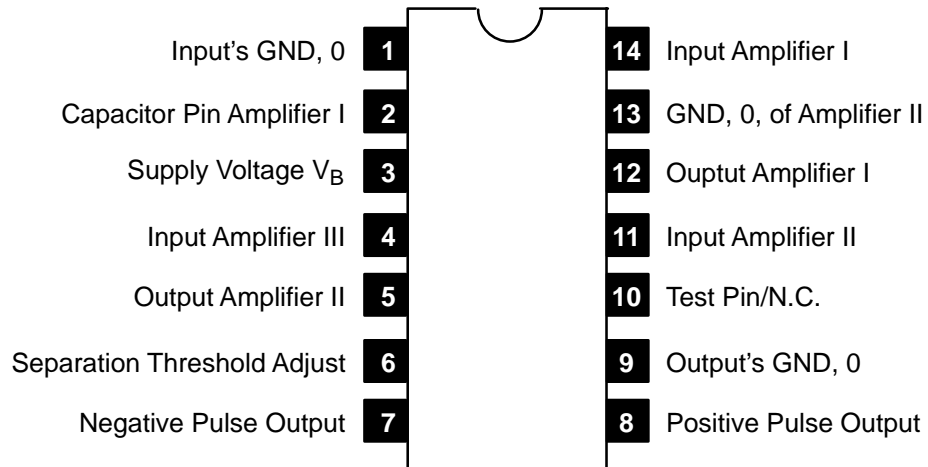 Input's GND, 0 1
Capacitor Pin Amplifier I 2
Supply Voltage VB 3
Input Amplifier III 4
Output Amplifier II 5
Separation Threshold Adjust 6
Negative Pulse Output 7
14 Input Amplifier I
13 GND, 0, of Amplifier II
12 Ouptut Amplifier I
11 Input Amplifier II
10 Test Pin/N.C.
9 Output's GND, 0
8 Positive Pulse Output